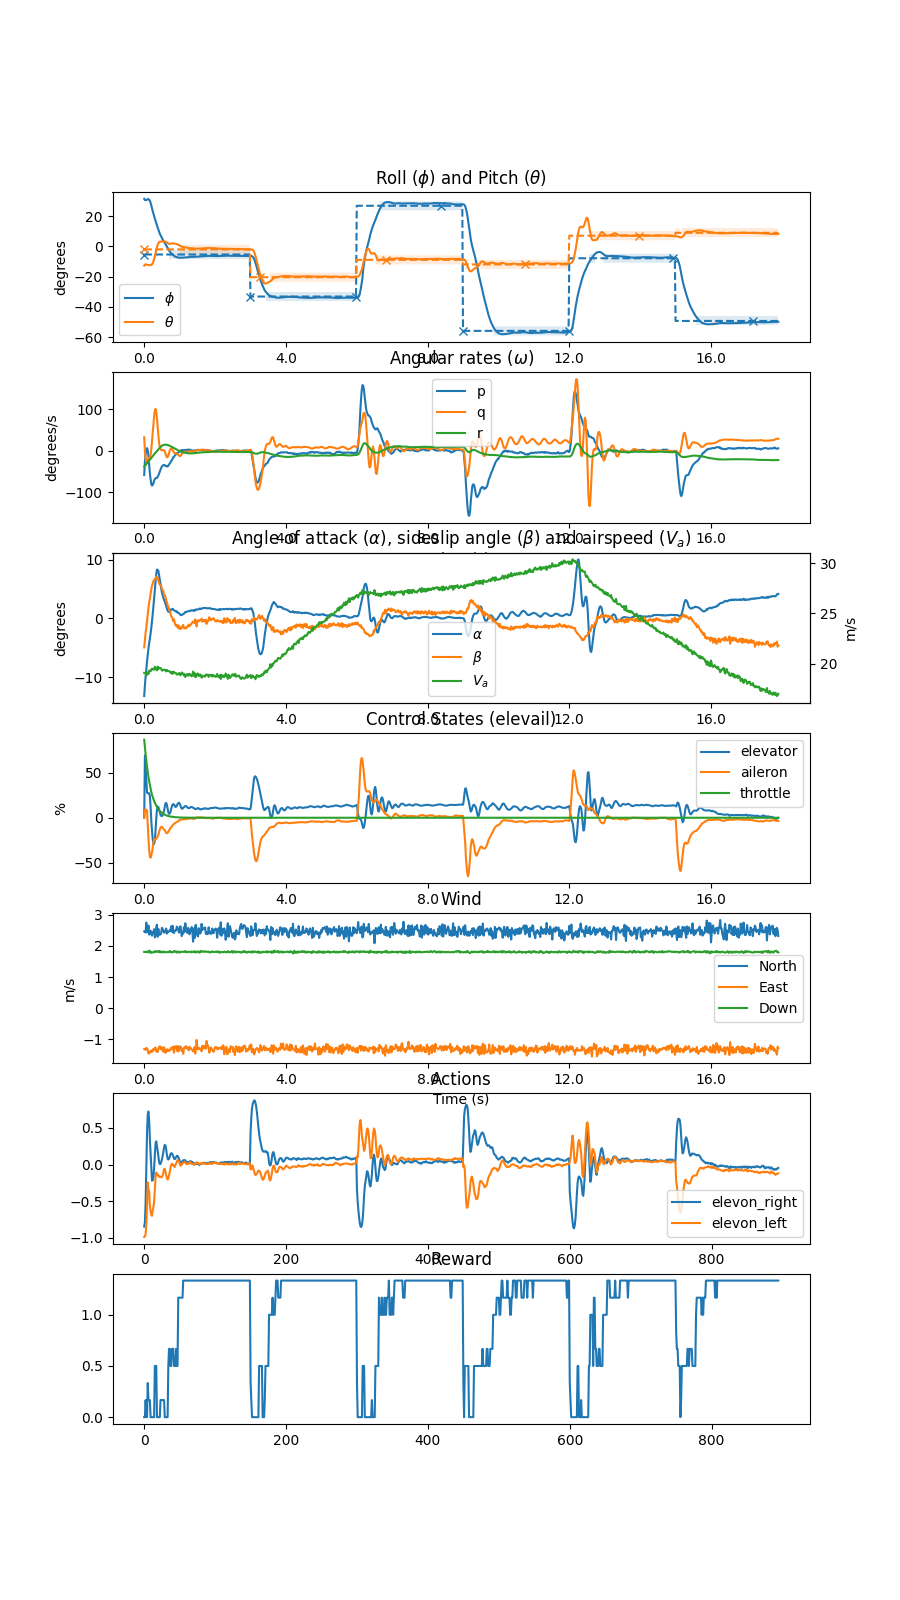 Roll (ϕ) and Pitch (θ)
degrees
20
0
−20
−40
−60
ϕ
θ
0.0 4.0 8.0 12.0 16.0
Angular rates (ω)
degrees/s
100
0
−100
p
q
r
0.0 4.0 8.0 12.0 16.0
Angle of attack (α), sideslip angle (β) and airspeed (Va)
degrees
10
0
−10
α
β
Va
30
25
20
m/s
0.0 4.0 8.0 12.0 16.0
Control States (elevail)
%
50
0
−50
elevator
aileron
throttle
0.0 4.0 8.0 12.0 16.0
Wind
m/s
3
2
1
0
−1
North
East
Down
0.0 4.0 8.0 12.0 16.0
Time (s)
Actions
0.5
0.0
−0.5
−1.0
elevon_right
elevon_left
0 200 400 600 800
Reward
1.0
0.5
0.0
0 200 400 600 800